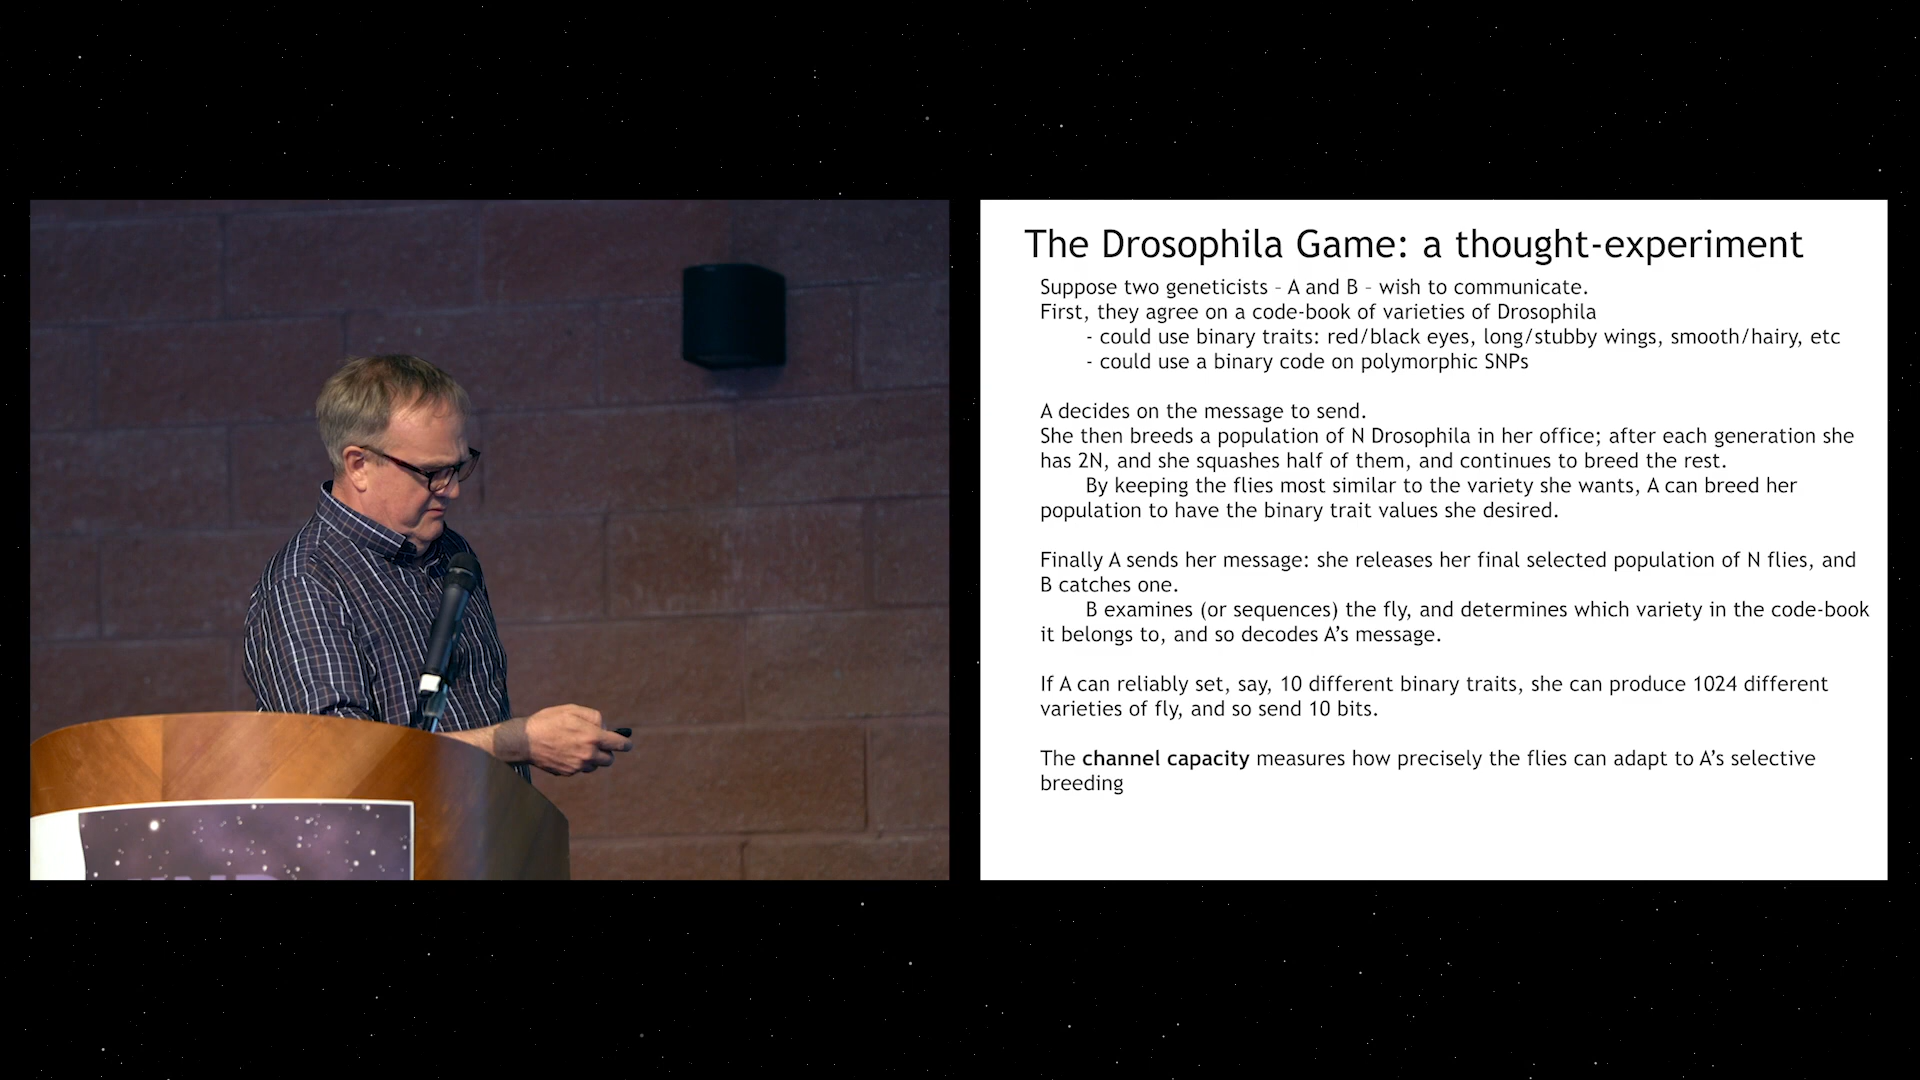 The Drosophila Game: a thought-experiment
Suppose two geneticists – A and B – wish to communicate.
First, they agree on a code-book of varieties of Drosophila
- could use binary traits: red/black eyes, long/stubby wings, smooth/hairy, etc
- could use a binary code on polymorphic SNPs
A decides on the message to send.
She then breeds a population of N Drosophila in her office; after each generation she
has 2N, and she squashes half of them, and continues to breed the rest.
By keeping the flies most similar to the variety she wants, A can breed her
population to have the binary trait values she desired.
Finally A sends her message: she releases her final selected population of N flies, and
B catches one.
B examines (or sequences) the fly, and determines which variety in the code-book
it belongs to, and so decodes A’s message.
If A can reliably set, say, 10 different binary traits, she can produce 1024 different
varieties of fly, and so send 10 bits.
The channel capacity measures how precisely the flies can adapt to A’s selective
breeding